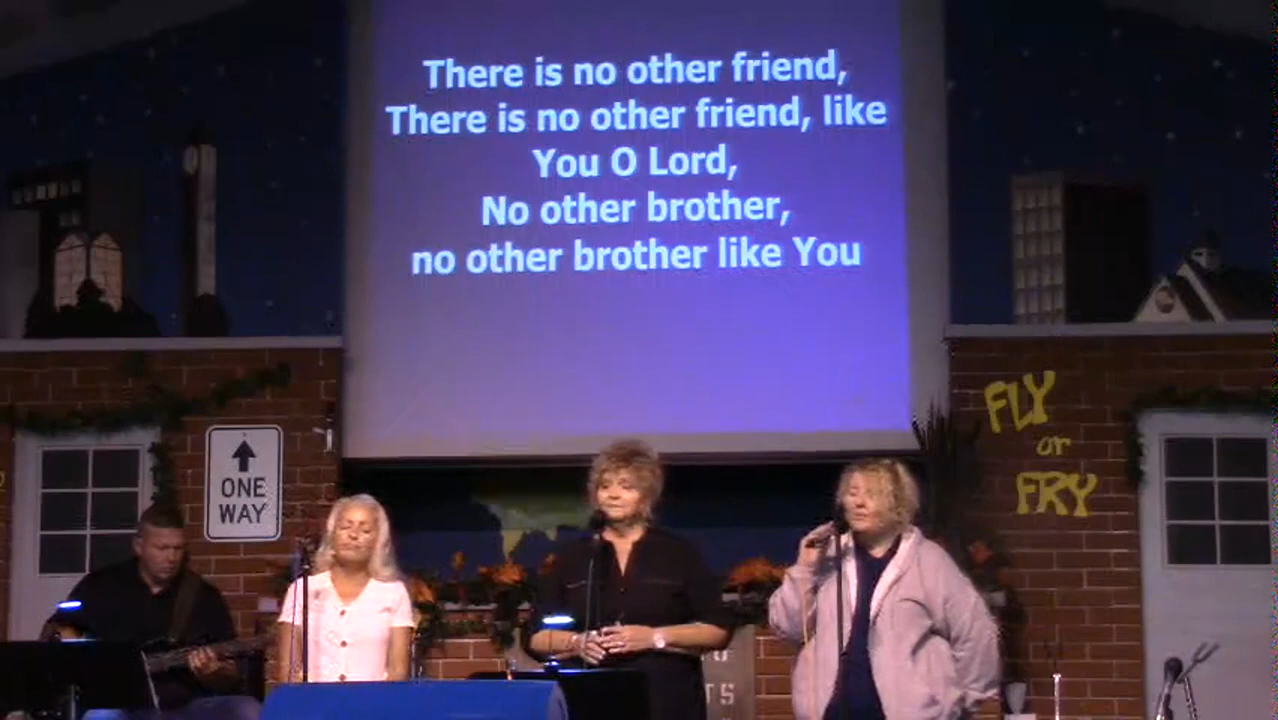 There is no other friend,
There is no other friend, like
You O Lord,
No other brother,
no other brother like You
ONE
WAY
FLY
or
FRY